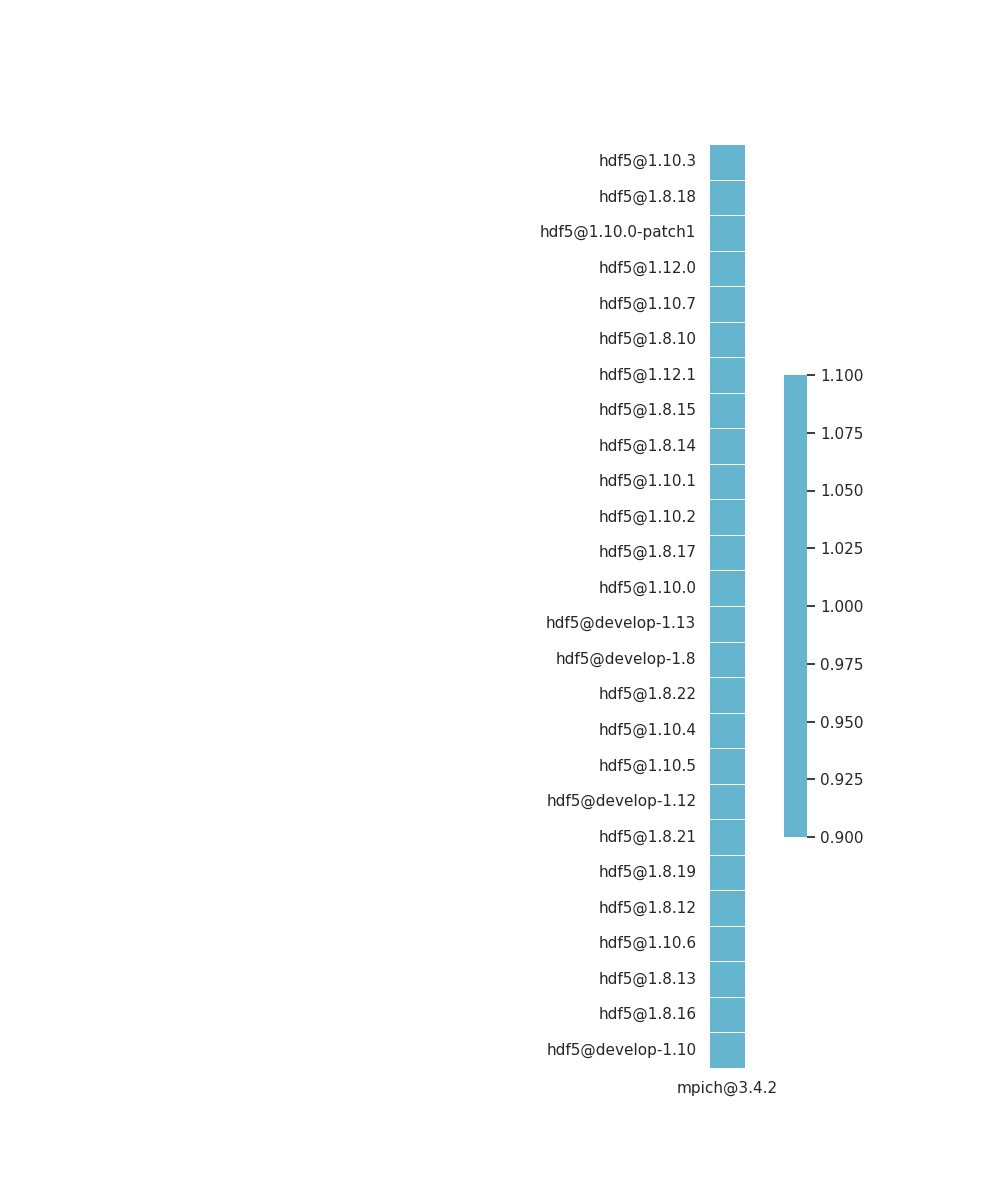 hdf5@1.10.3
hdf5@1.8.18
hdf5@1.10.0-patch1
hdf5@1.12.0
hdf5@1.10.7
hdf5@1.8.10
hdf5@1.12.1
hdf5@1.8.15
hdf5@1.8.14
hdf5@1.10.1
hdf5@1.10.2
hdf5@1.8.17
hdf5@1.10.0
hdf5@develop-1.13
hdf5@develop-1.8
hdf5@1.8.22
hdf5@1.10.4
hdf5@1.10.5
hdf5@develop-1.12
hdf5@1.8.21
hdf5@1.8.19
hdf5@1.8.12
hdf5@1.10.6
hdf5@1.8.13
hdf5@1.8.16
hdf5@develop-1.10
mpich@3.4.2
1.100
1.075
1.050
1.025
1.000
0.975
0.950
0.925
0.900